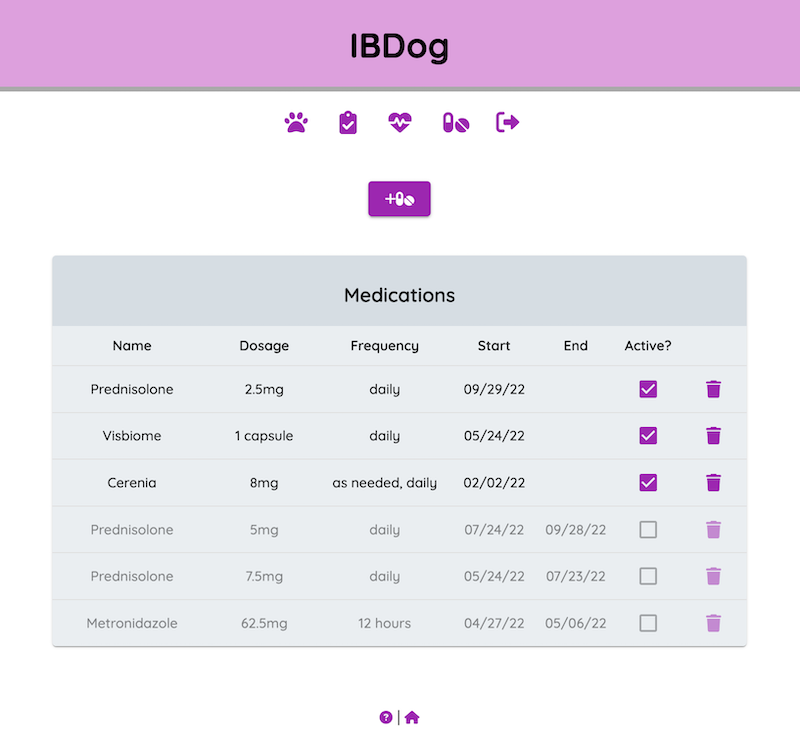 IBDog
Medications
Name Dosage Frequency Start End Active?
Prednisolone 2.5mg daily 09/29/22
Visbiome 1 capsule daily 05/24/22
Cerenia 8mg as needed, daily 02/02/22
Prednisolone 5mg daily 07/24/22 09/28/22
Prednisolone 7.5mg daily 05/24/22 07/23/22
Metronidazole 62.5mg 12 hours 04/27/22 05/06/22
? |